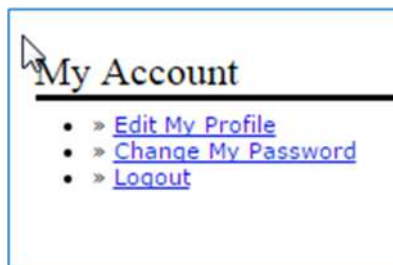 My Account
• » Edit My Profile
• » Change My Password
• » Logout